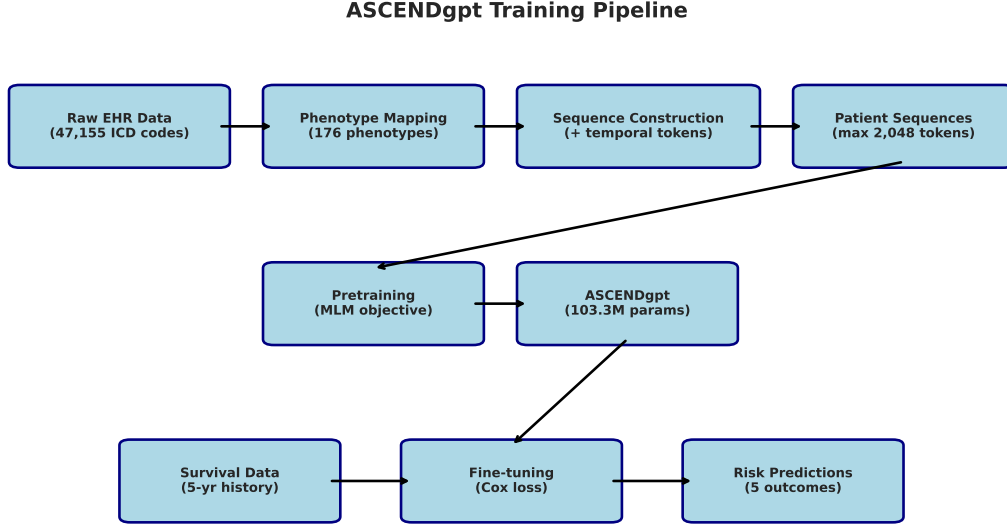 ASCENDgpt Training Pipeline
Raw EHR Data
(47,155 ICD codes)
Phenotype Mapping
(176 phenotypes)
Sequence Construction
(+ temporal tokens)
Patient Sequences
(max 2,048 tokens)
Pretraining
(MLM objective)
ASCENDgpt
(103.3M params)
Survival Data
(5-yr history)
Fine-tuning
(Cox loss)
Risk Predictions
(5 outcomes)